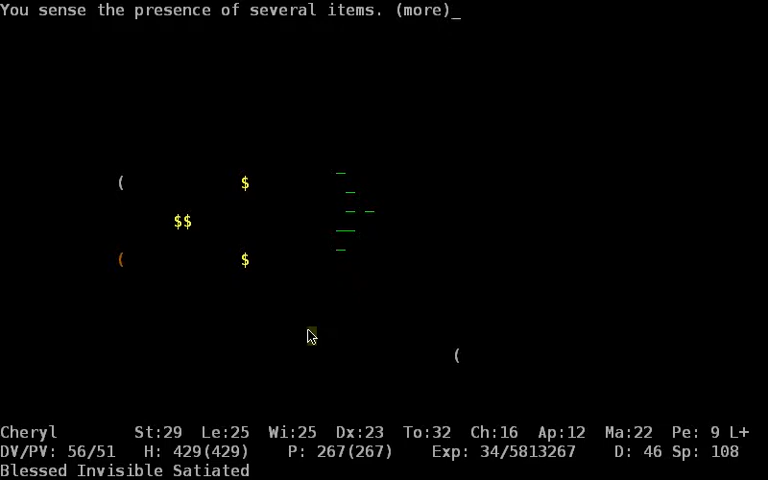 You sense the presence of several items. (more)_
( $
$$
( $
(
Cheryl St:29 Le:25 Wi:25 Dx:23 To:32 Ch:16 Ap:12 Ma:22 Pe: 9 L+
DV/PV: 56/51 H: 429(429) P: 267(267) Exp: 34/5813267 D: 46 Sp: 108
Blessed Invisible Satiated